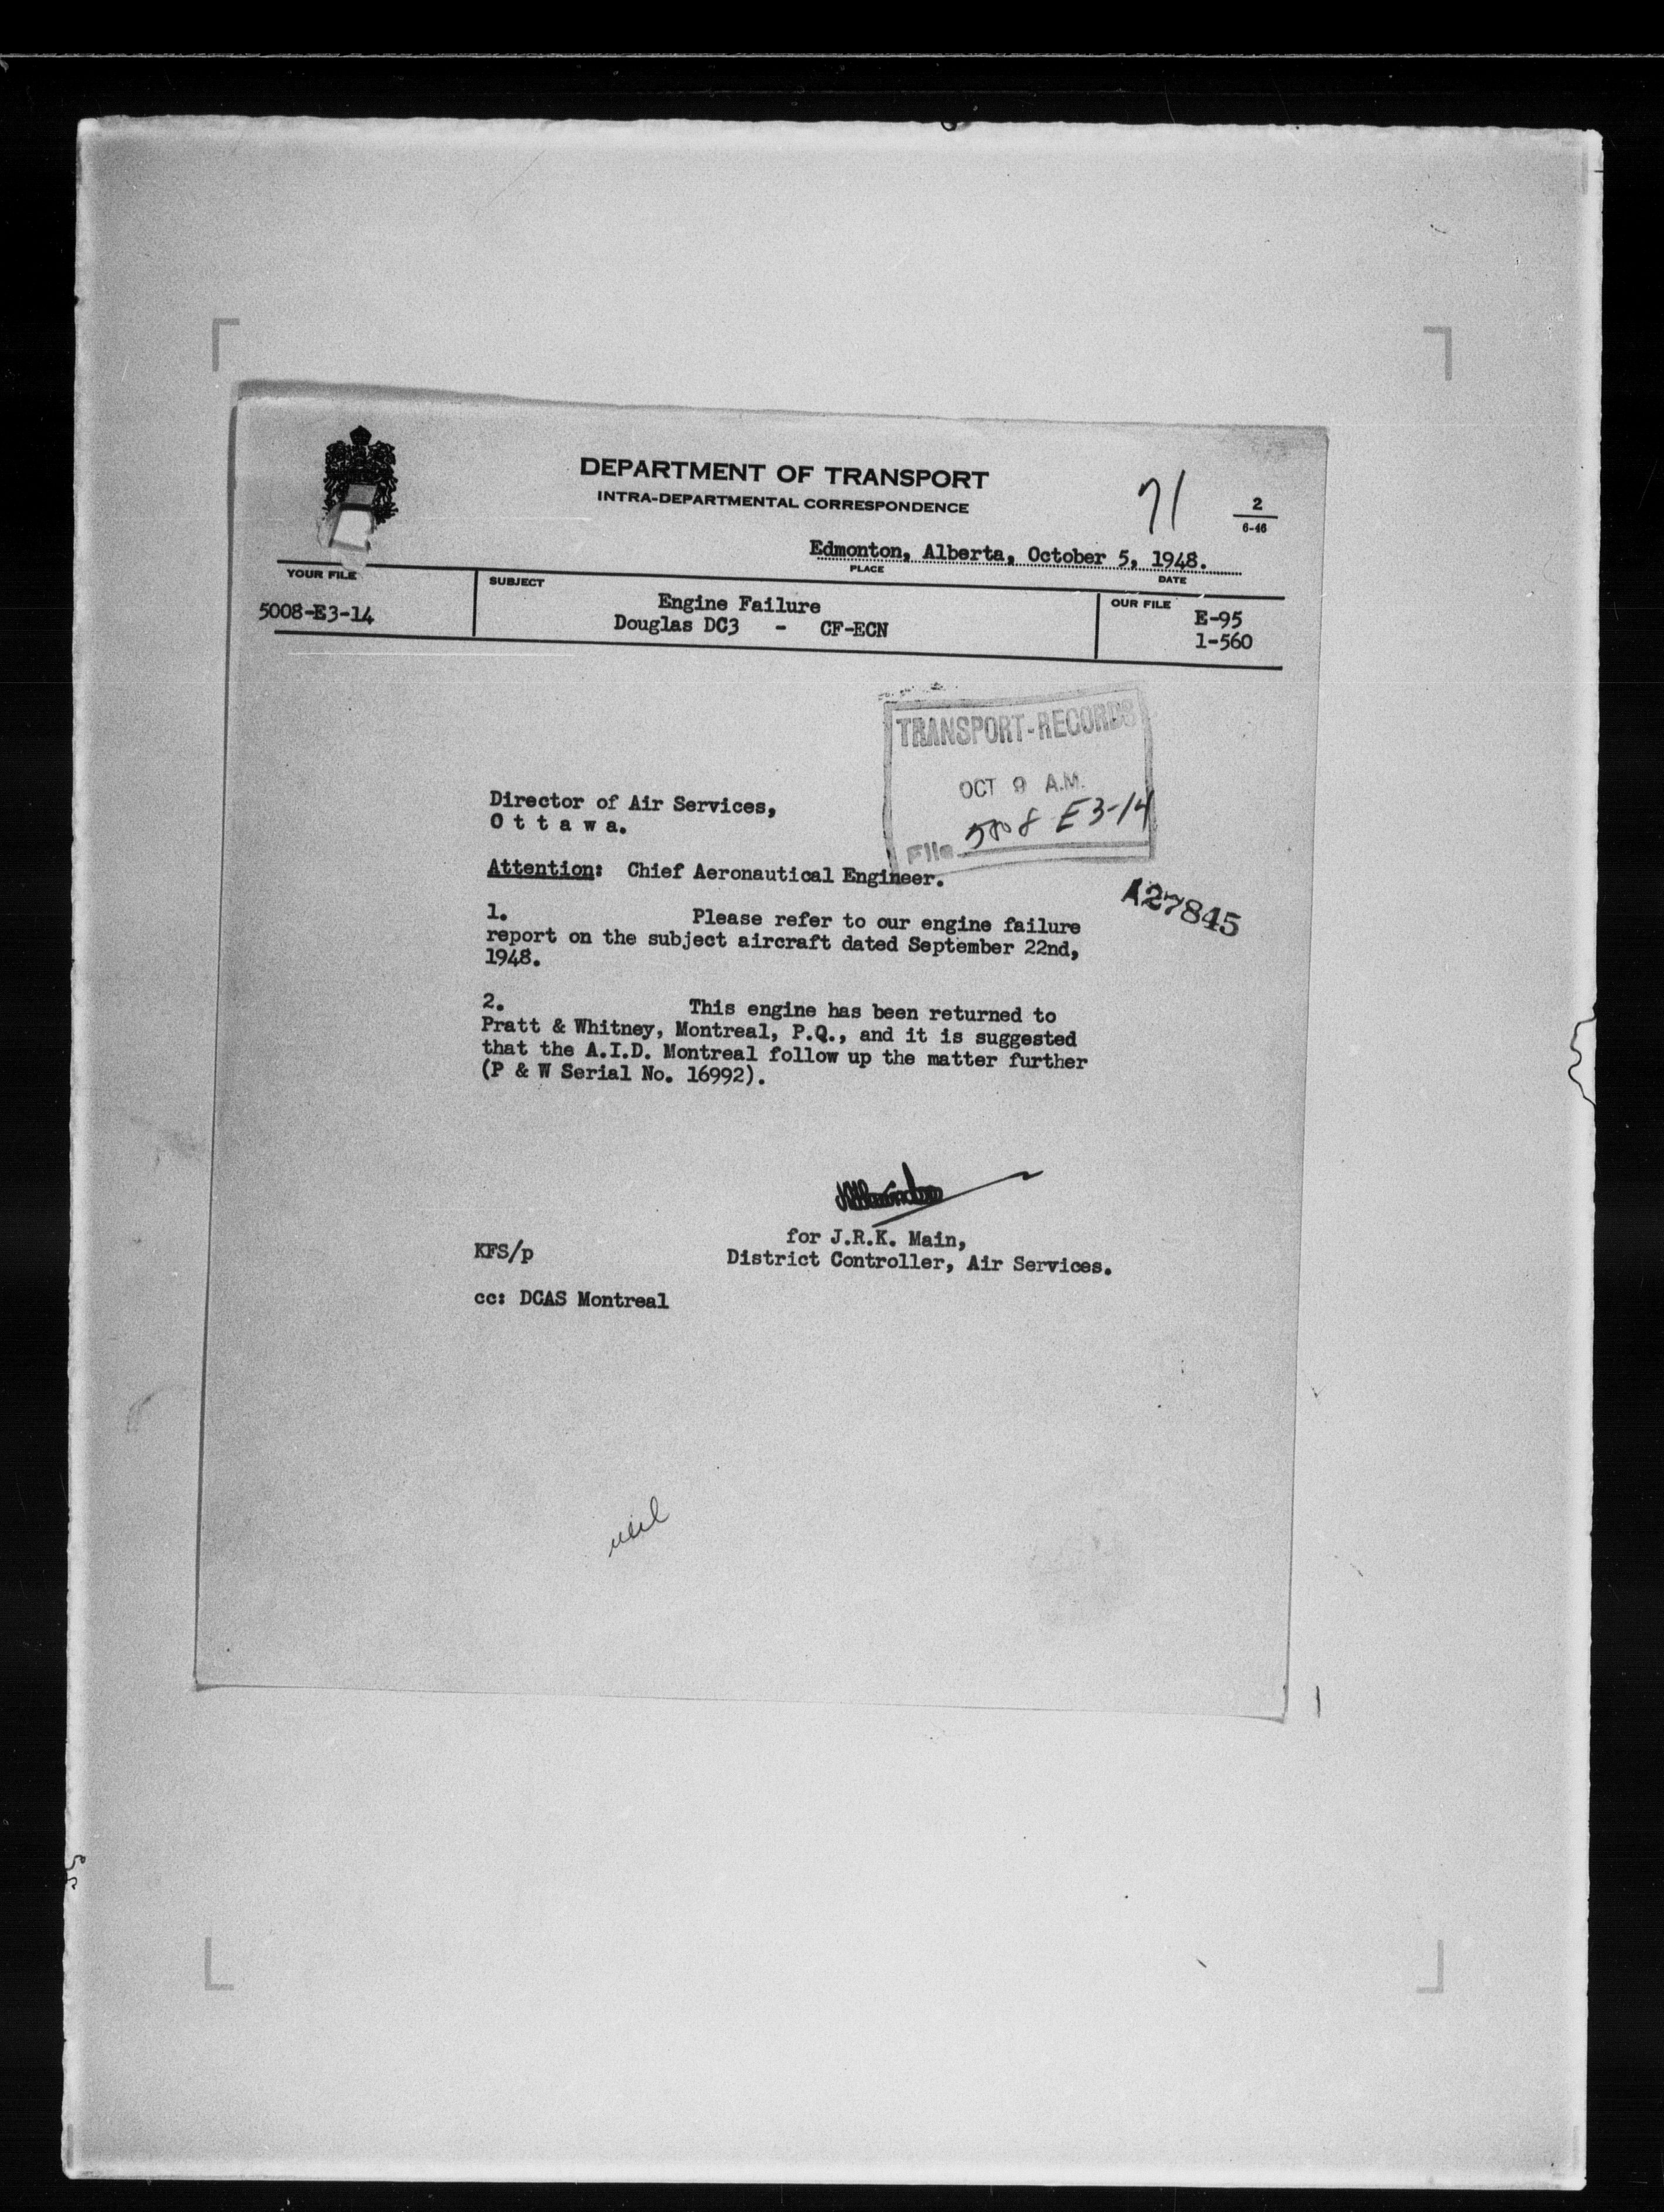 DEPARTMENT OF TRANSPORT
INTRA-DEPARTMENTAL CORRESPONDENCE
71
2
6-46
Edmonton, Alberta, October 5, 1948.
PLACE
DATE
YOUR FILE
5008-E3-14
SUBJECT
Engine Failure
Douglas DC3 - CF-ECN
OUR FILE
E-95
1-560
TRANSPORT-RECORDS
OCT 9 A.M.
File 5008 E3-14
Director of Air Services,
O t t a w a.
Attention: Chief Aeronautical Engineer.
A27845
1. Please refer to our engine failure
report on the subject aircraft dated September 22nd,
1948.
2. This engine has been returned to
Pratt & Whitney, Montreal, P.Q., and it is suggested
that the A.I.D. Montreal follow up the matter further
(P & W Serial No. 16992).
for J.R.K. Main,
District Controller, Air Services.
KFS/p
cc: DCAS Montreal